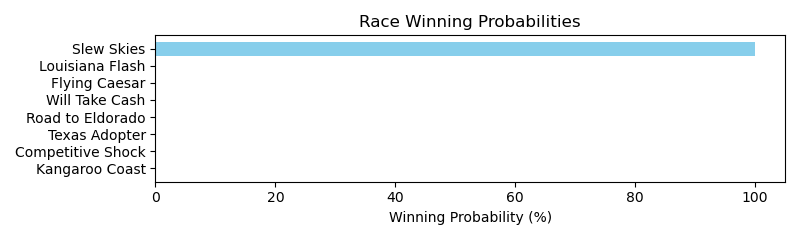 Race Winning Probabilities
Slew Skies
Louisiana Flash
Flying Caesar
Will Take Cash
Road to Eldorado
Texas Adopter
Competitive Shock
Kangaroo Coast
0 20 40 60 80 100
Winning Probability (%)